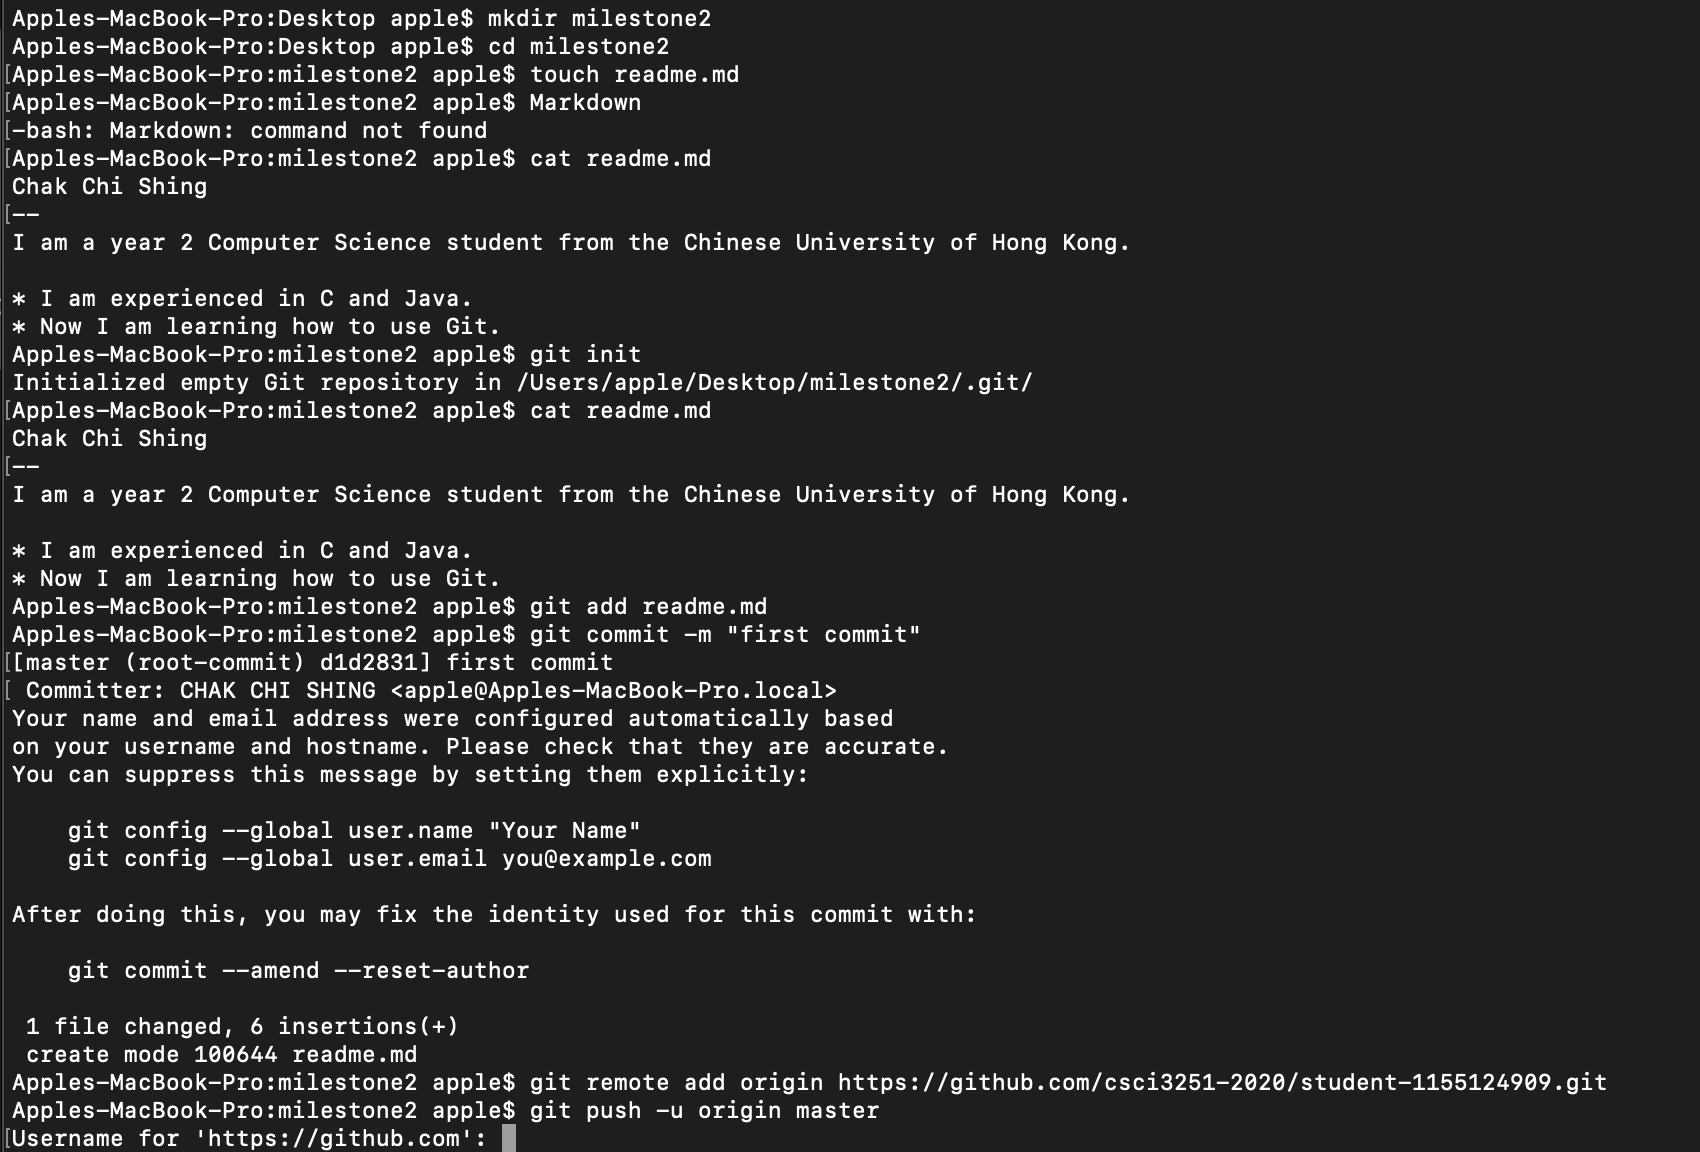 Apples-MacBook-Pro:Desktop apple$ mkdir milestone2
Apples-MacBook-Pro:Desktop apple$ cd milestone2
[Apples-MacBook-Pro:milestone2 apple$ touch readme.md
[Apples-MacBook-Pro:milestone2 apple$ Markdown
[-bash: Markdown: command not found
[Apples-MacBook-Pro:milestone2 apple$ cat readme.md
Chak Chi Shing
[--
I am a year 2 Computer Science student from the Chinese University of Hong Kong.

* I am experienced in C and Java.
* Now I am learning how to use Git.
Apples-MacBook-Pro:milestone2 apple$ git init
Initialized empty Git repository in /Users/apple/Desktop/milestone2/.git/
[Apples-MacBook-Pro:milestone2 apple$ cat readme.md
Chak Chi Shing
[--
I am a year 2 Computer Science student from the Chinese University of Hong Kong.

* I am experienced in C and Java.
* Now I am learning how to use Git.
Apples-MacBook-Pro:milestone2 apple$ git add readme.md
Apples-MacBook-Pro:milestone2 apple$ git commit -m "first commit"
[[master (root-commit) d1d2831] first commit
[ Committer: CHAK CHI SHING <apple@Apples-MacBook-Pro.local>
Your name and email address were configured automatically based
on your username and hostname. Please check that they are accurate.
You can suppress this message by setting them explicitly:

    git config --global user.name "Your Name"
    git config --global user.email you@example.com

After doing this, you may fix the identity used for this commit with:

    git commit --amend --reset-author

 1 file changed, 6 insertions(+)
 create mode 100644 readme.md
Apples-MacBook-Pro:milestone2 apple$ git remote add origin https://github.com/csci3251-2020/student-1155124909.git
Apples-MacBook-Pro:milestone2 apple$ git push -u origin master
[Username for 'https://github.com':